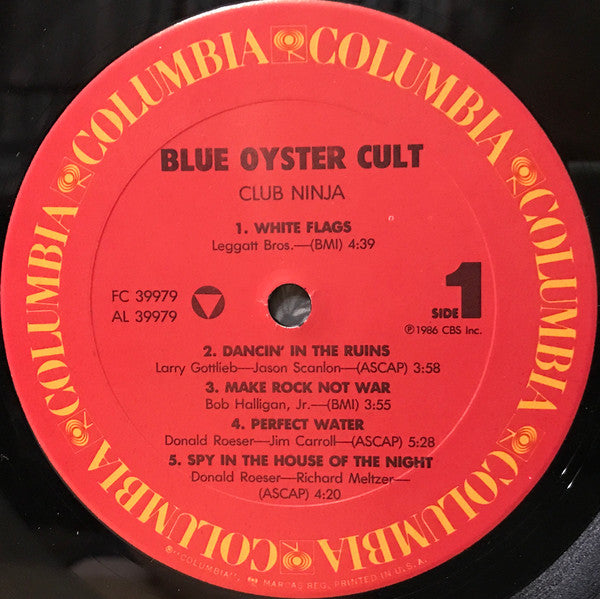 COLUMBIA COLUMBIA COLUMBIA COLUMBIA COLUMBIA COLUMBIA COLUMBIA COLUMBIA
BLUE OYSTER CULT
CLUB NINJA
1. WHITE FLAGS
Leggatt Bros.—(BMI) 4:39
FC 39979
AL 39979
SIDE 1
℗1986 CBS Inc.
2. DANCIN' IN THE RUINS
Larry Gottlieb—Jason Scanlon—(ASCAP) 3:58
3. MAKE ROCK NOT WAR
Bob Halligan, Jr.—(BMI) 3:55
4. PERFECT WATER
Donald Roeser—Jim Carroll—(ASCAP) 5:28
5. SPY IN THE HOUSE OF THE NIGHT
Donald Roeser—Richard Meltzer—
(ASCAP) 4:20
®"COLUMBIA", MARCAS REG. PRINTED IN U.S.A.